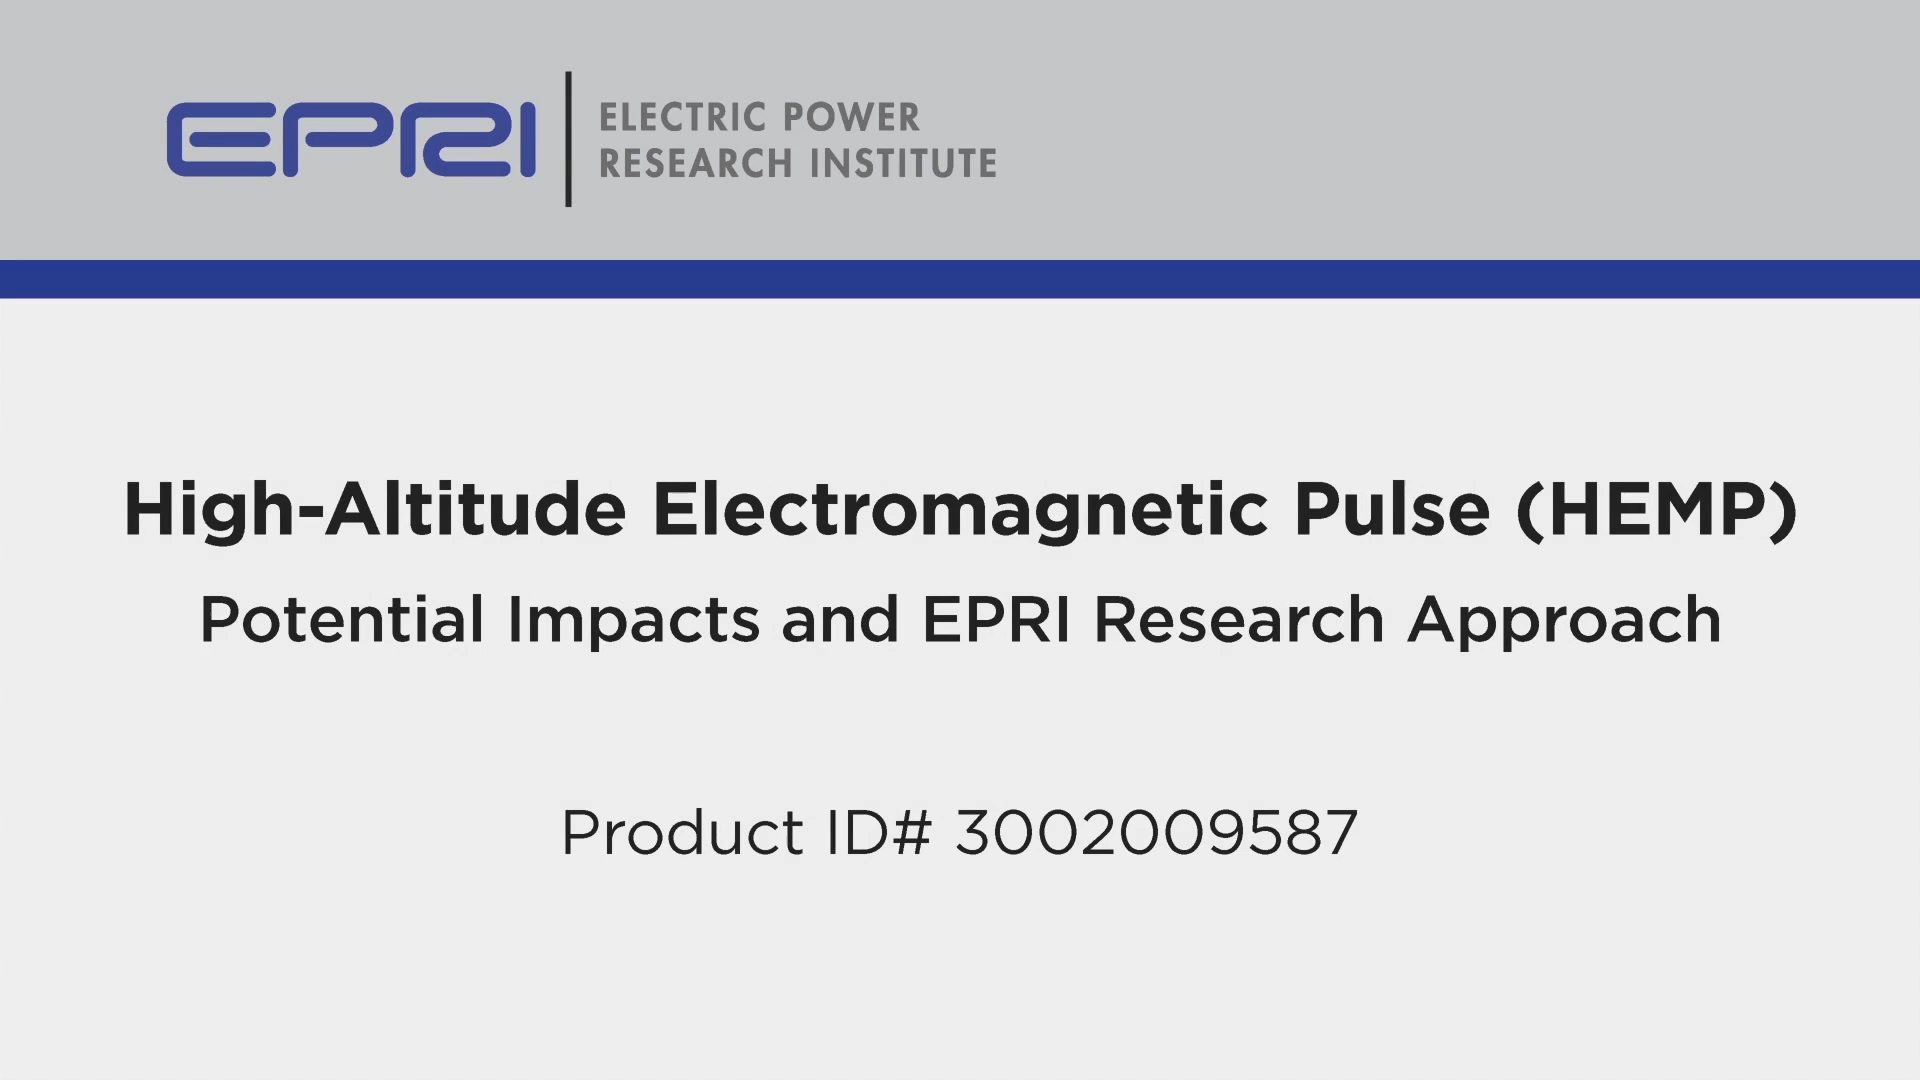 EPRI
ELECTRIC POWER
RESEARCH INSTITUTE
High-Altitude Electromagnetic Pulse (HEMP)
Potential Impacts and EPRI Research Approach
Product ID# 3002009587